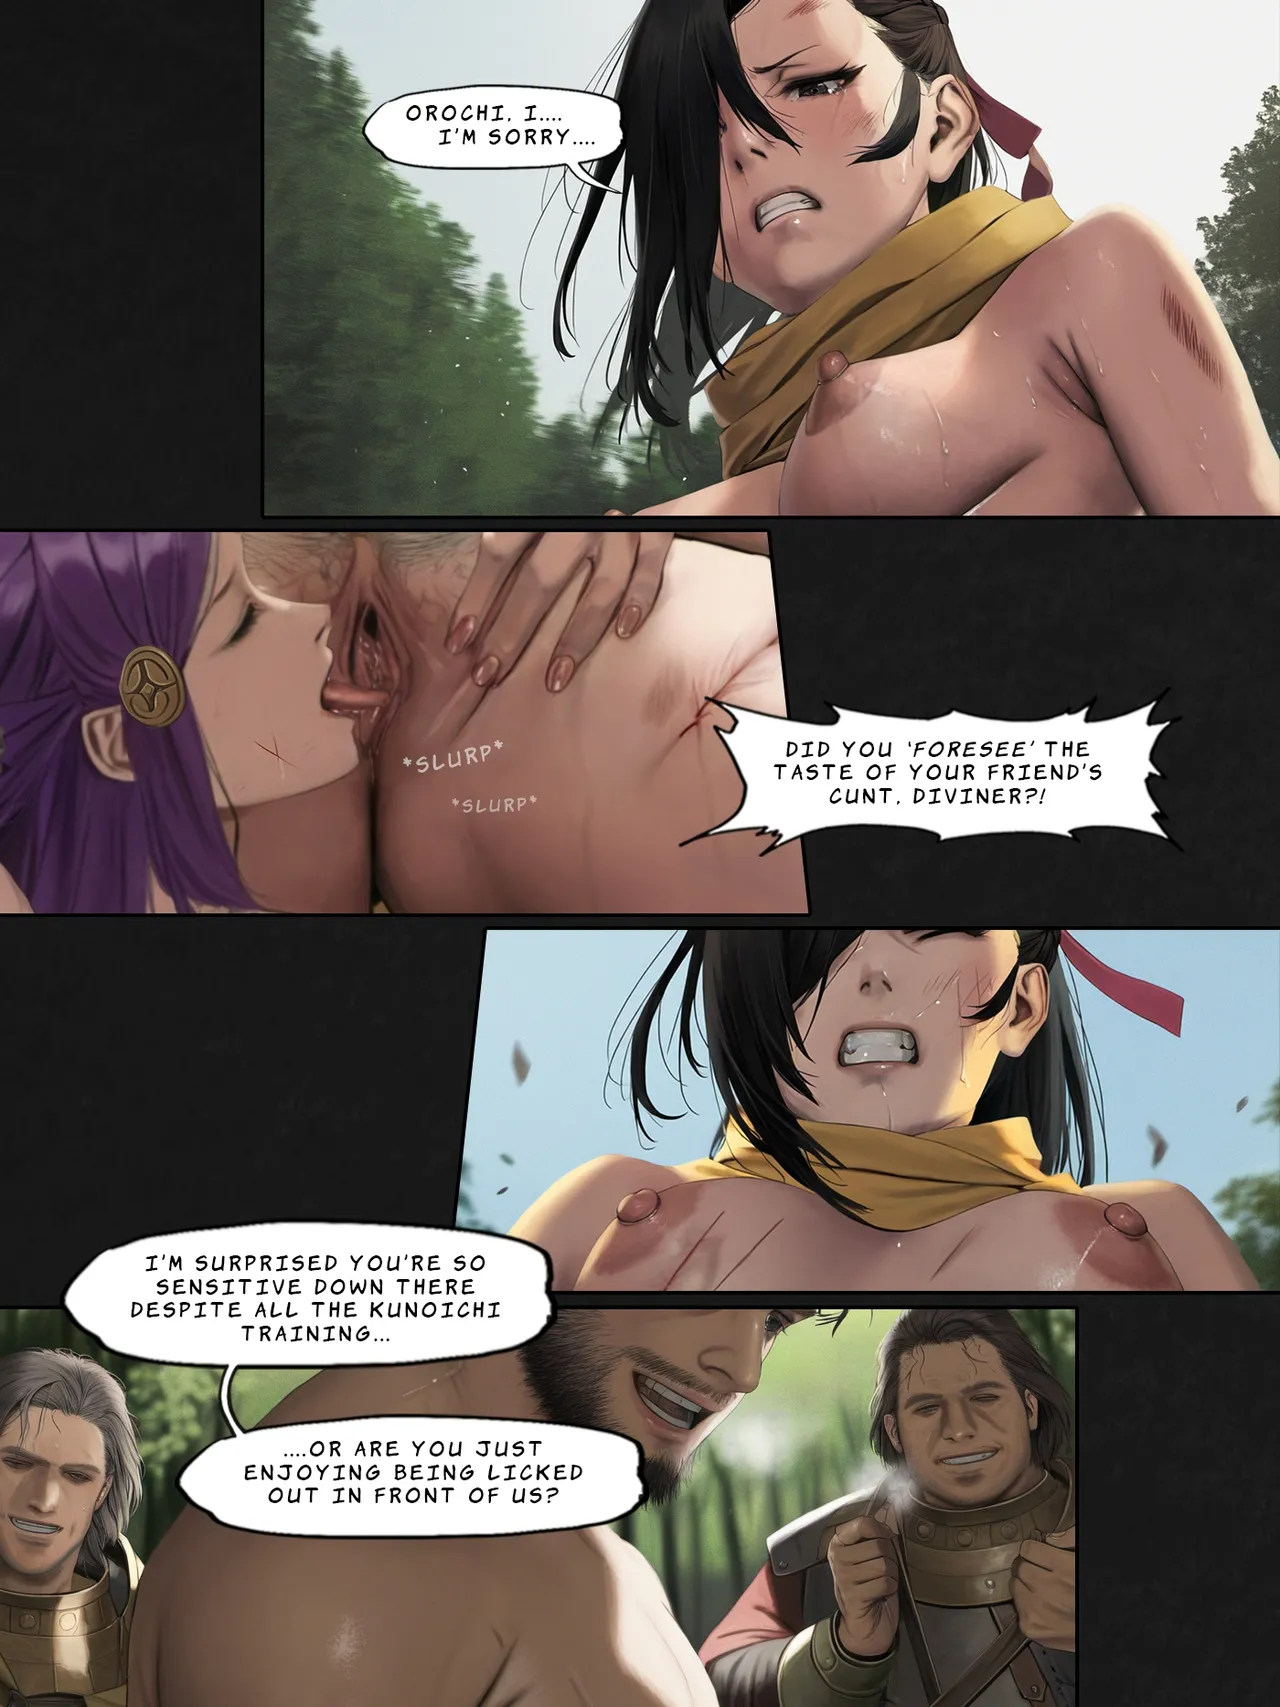 OROCHI, I....
I'M SORRY....
*SLURP*
*SLURP*
DID YOU 'FORESEE' THE
TASTE OF YOUR FRIEND'S
CUNT, DIVINER?!
I'M SURPRISED YOU'RE SO
SENSITIVE DOWN THERE
DESPITE ALL THE KUNOICHI
TRAINING...
....OR ARE YOU JUST
ENJOYING BEING LICKED
OUT IN FRONT OF US?